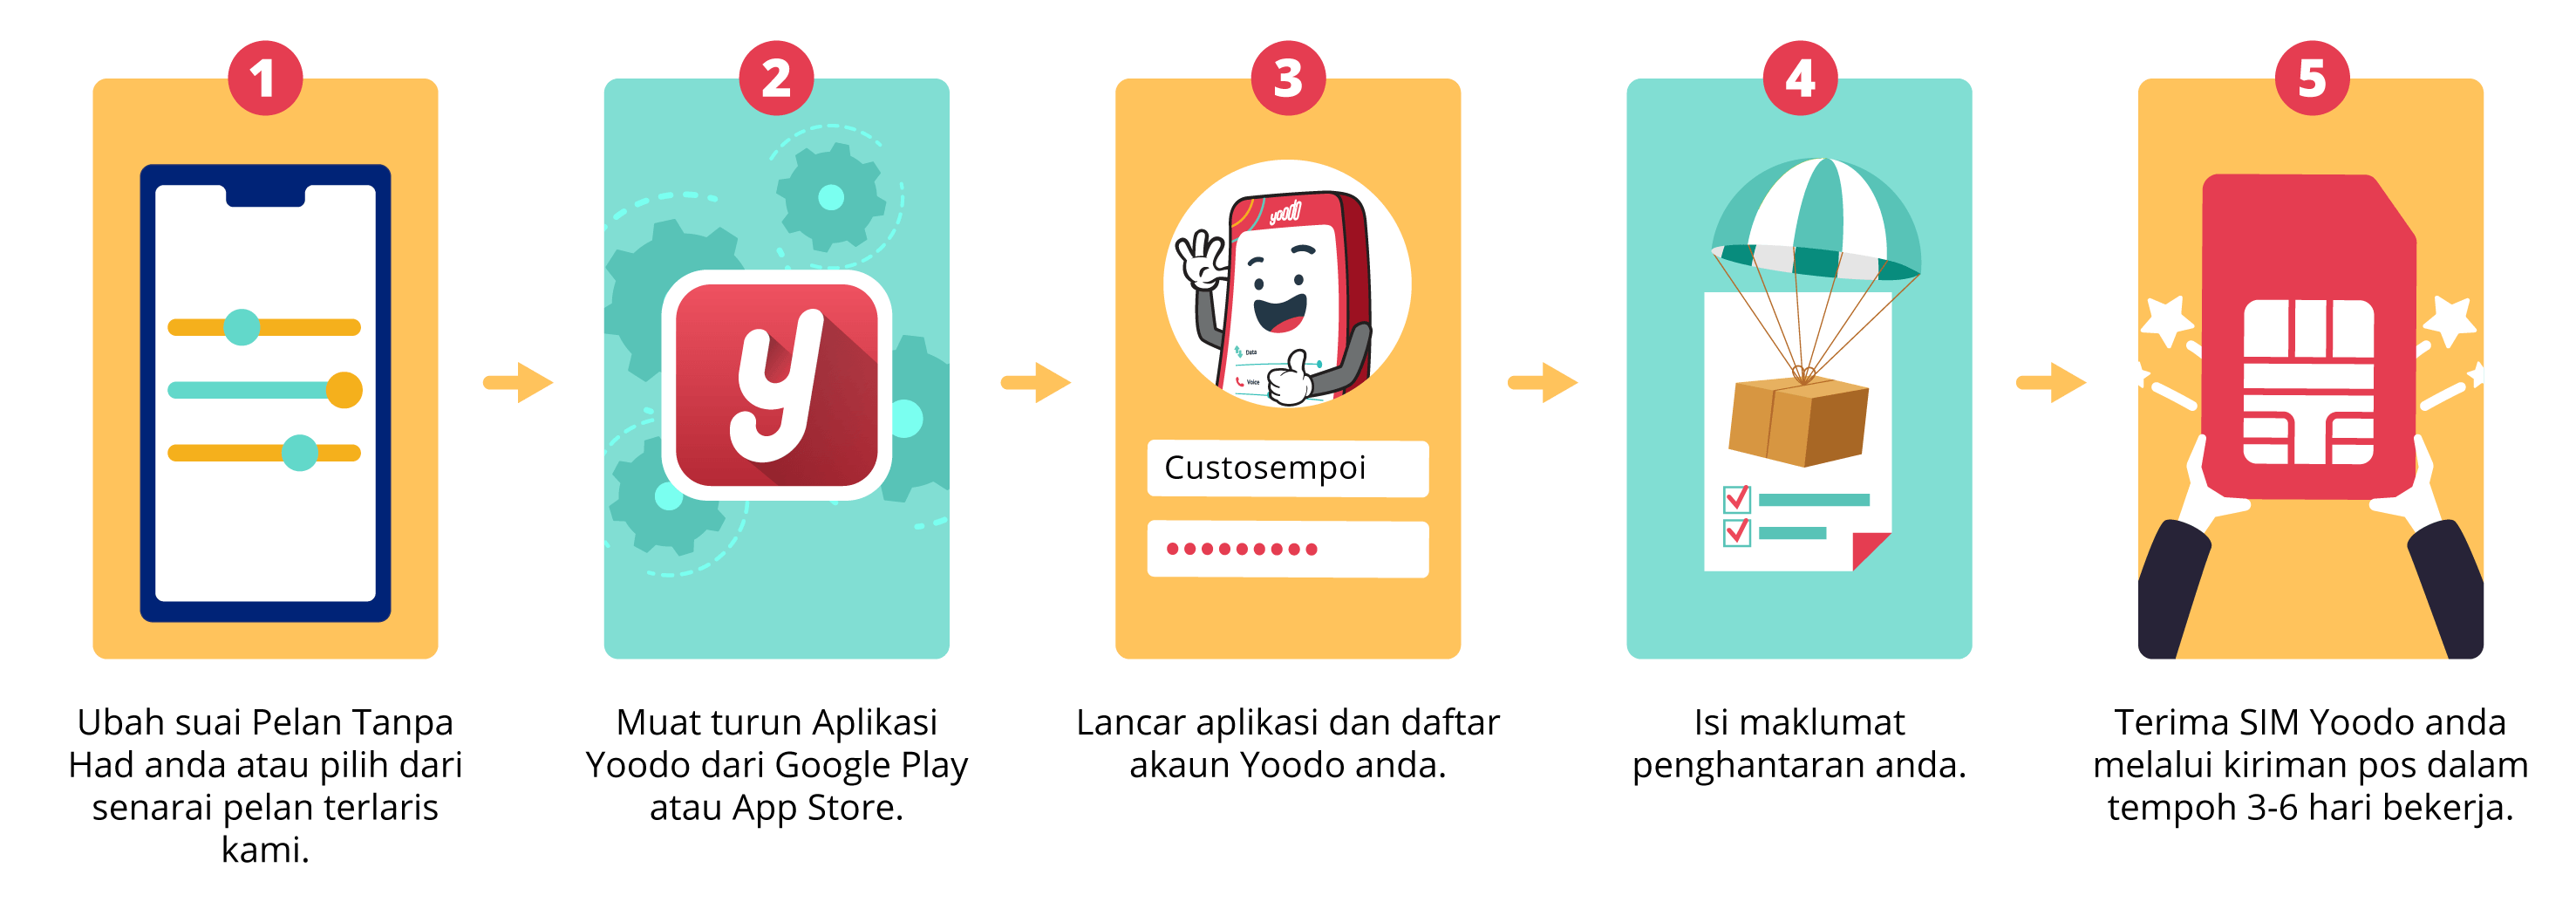 1
2
3
4
5
y
yoodo
Data
Voice
Custosempoi
Ubah suai Pelan Tanpa
Had anda atau pilih dari
senarai pelan terlaris
kami.
Muat turun Aplikasi
Yoodo dari Google Play
atau App Store.
Lancar aplikasi dan daftar
akaun Yoodo anda.
Isi maklumat
penghantaran anda.
Terima SIM Yoodo anda
melalui kiriman pos dalam
tempoh 3-6 hari bekerja.